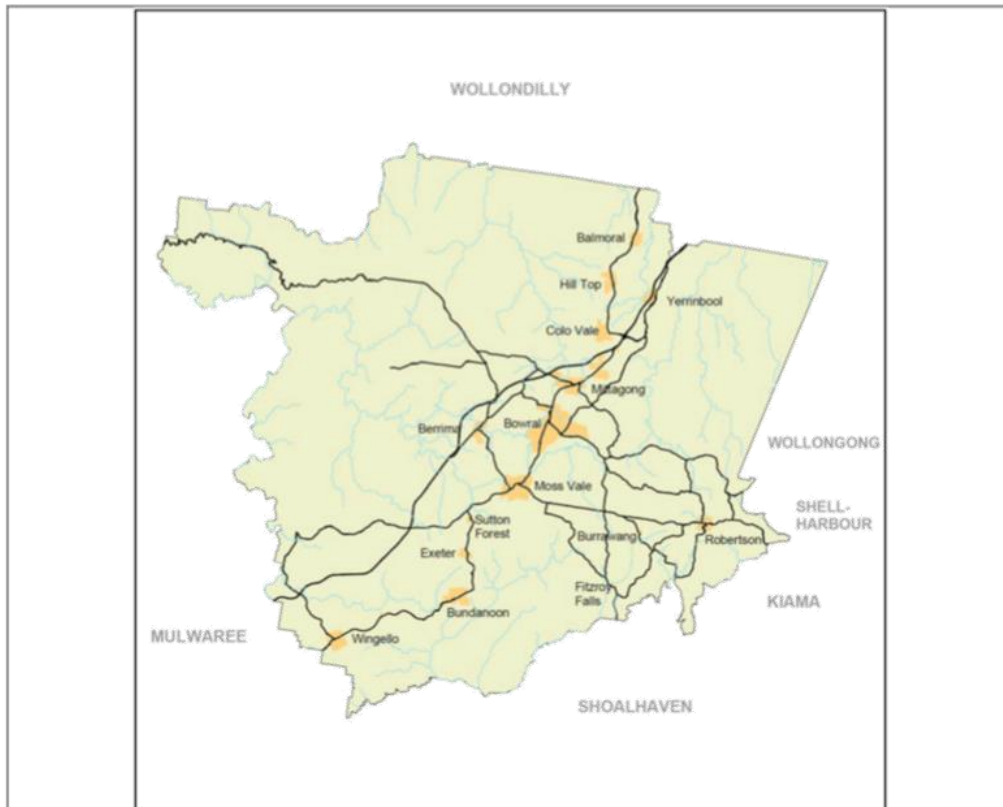 WOLLONDILLY
Balmoral
Hill Top
Yerrinbool
Colo Vale
Mittagong
Berrima
Bowral
WOLLONGONG
Moss Vale
SHELL-
HARBOUR
Sutton
Forest
Burrawang
Robertson
Exeter
Fitzroy
Falls
KIAMA
Bundanoon
MULWAREE
Wingello
SHOALHAVEN